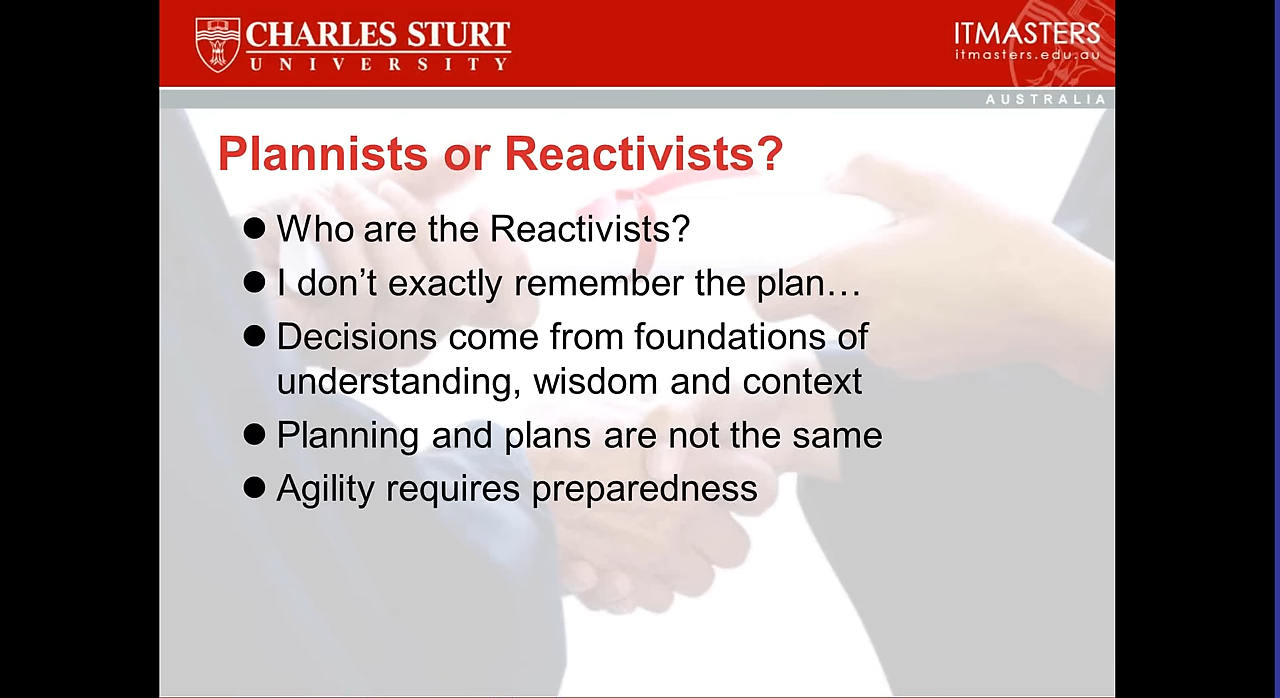 CHARLES STURT
UNIVERSITY
ITMASTERS
itmasters.edu.au
AUSTRALIA
Plannists or Reactivists?
● Who are the Reactivists?
● I don’t exactly remember the plan…
● Decisions come from foundations of
understanding, wisdom and context
● Planning and plans are not the same
● Agility requires preparedness